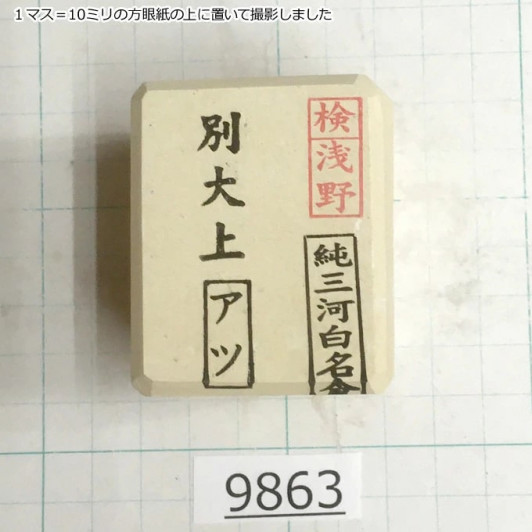 １マス＝10ミリの方眼紙の上に置いて撮影しました
検浅野
純三河白名倉
別大上
アツ
9863